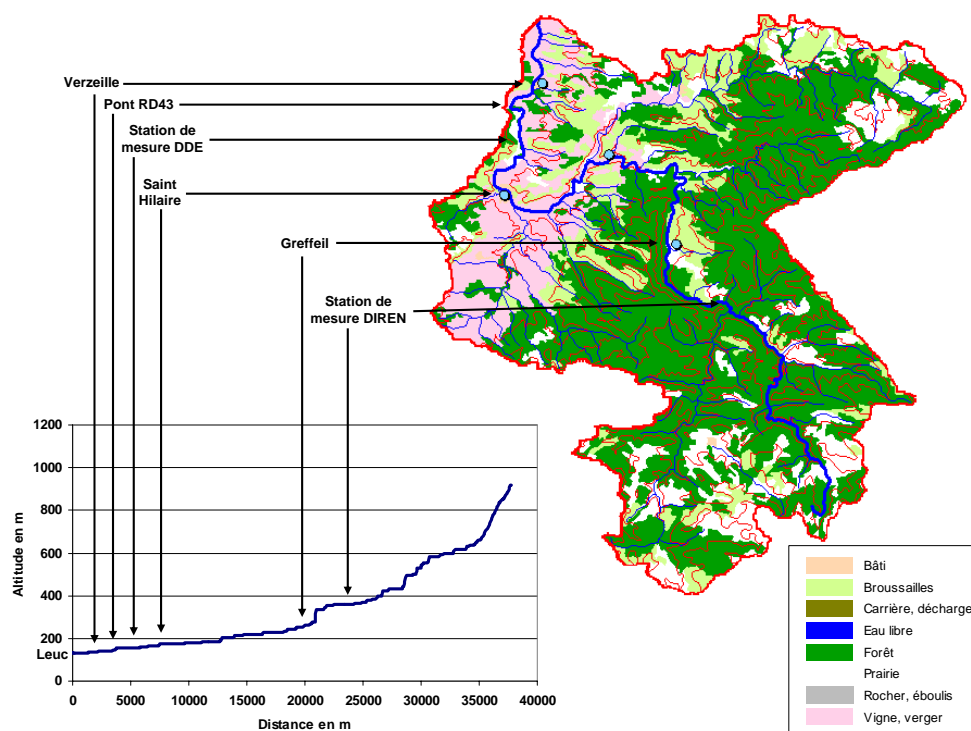 Verzeille
Pont RD43
Station de
mesure DDE
Saint
Hilaire
Greffeil
Station de
mesure DIREN
1200
1000
800
600
400
200
0
Altitude en m
Leuc
0
5000
10000
15000
20000
25000
30000
35000
40000
Distance en m
Bâti
Broussailles
Carrière, décharge
Eau libre
Forêt
Prairie
Rocher, éboulis
Vigne, verger